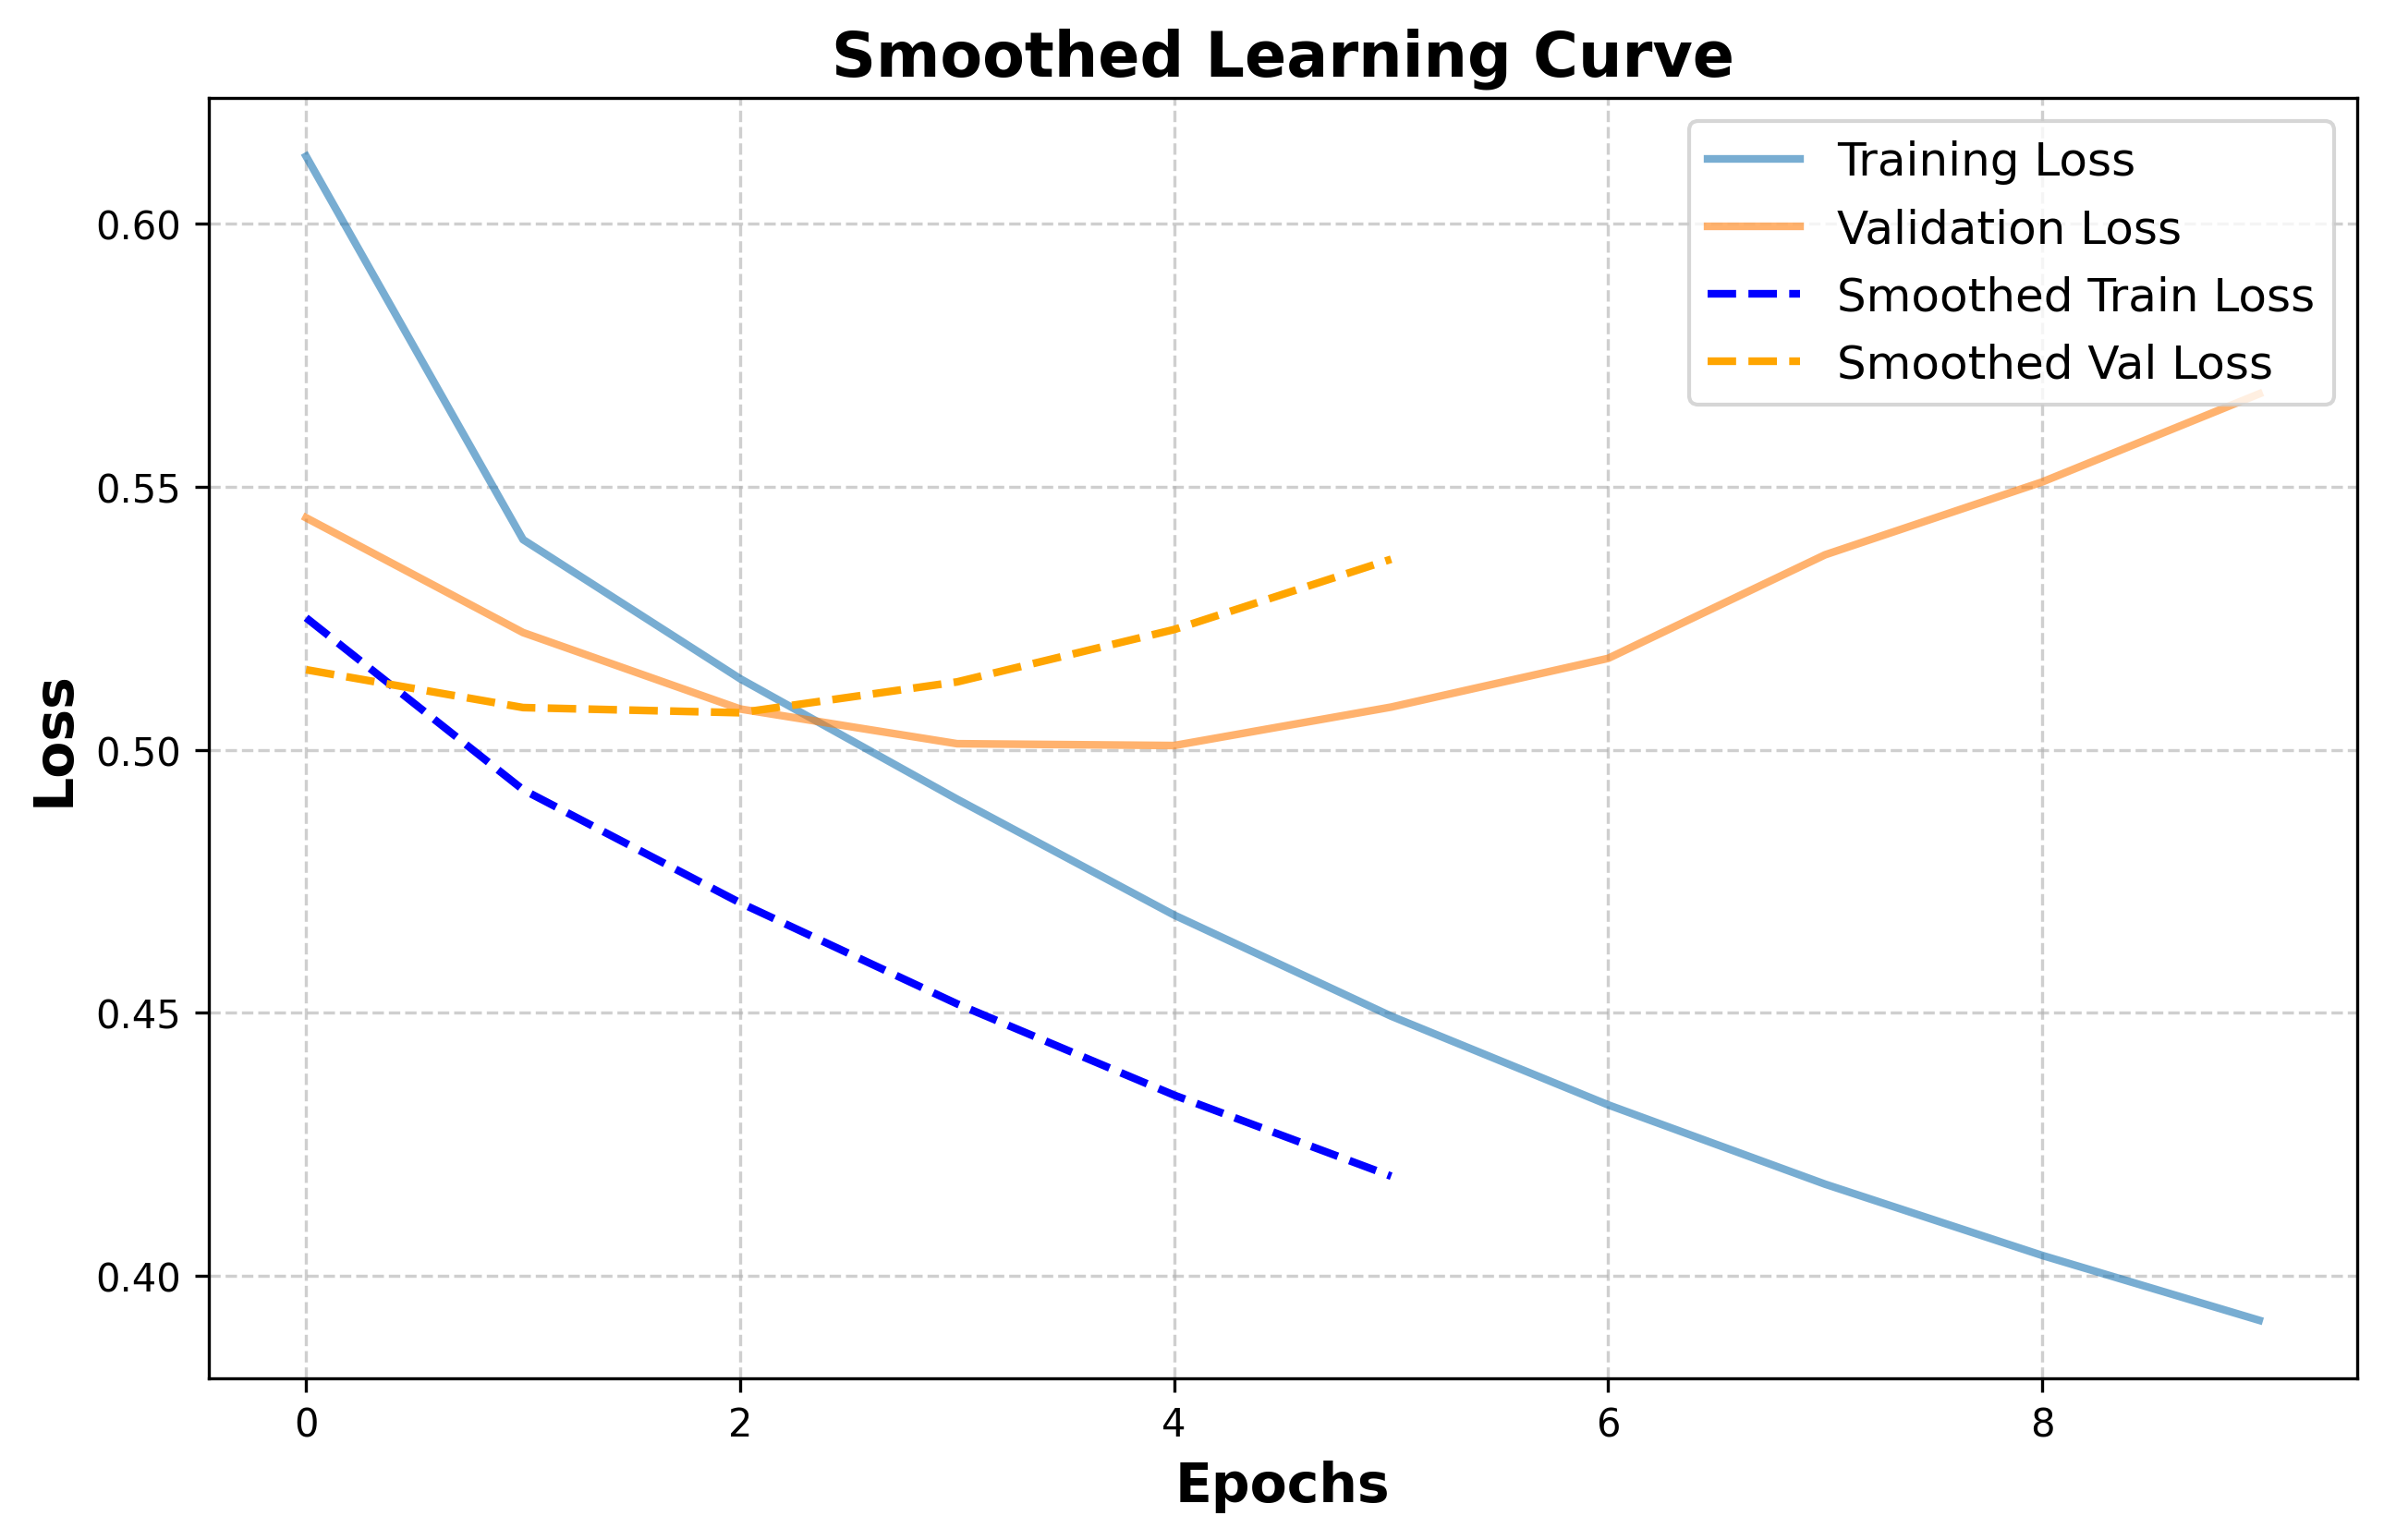 Smoothed Learning Curve
Training Loss
Validation Loss
Smoothed Train Loss
Smoothed Val Loss
Loss
0.60
0.55
0.50
0.45
0.40
0 2 4 6 8
Epochs